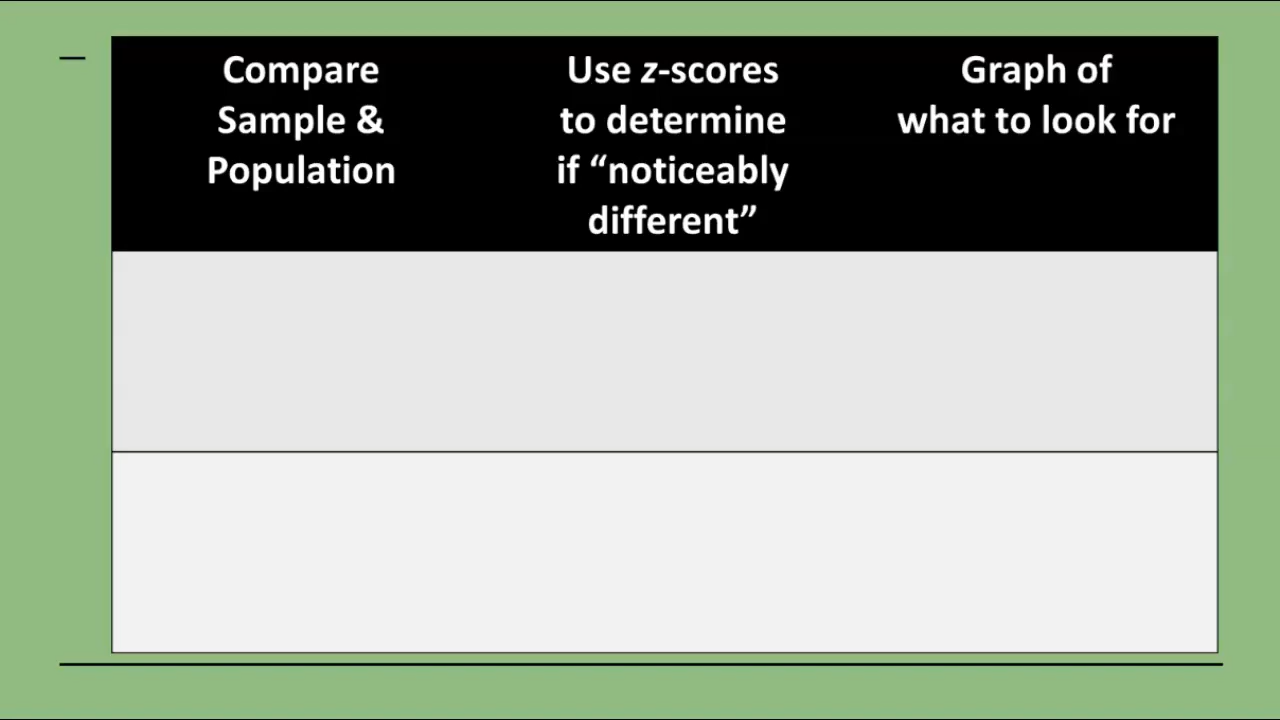 Compare
Sample &
Population
Use z-scores
to determine
if “noticeably
different”
Graph of
what to look for